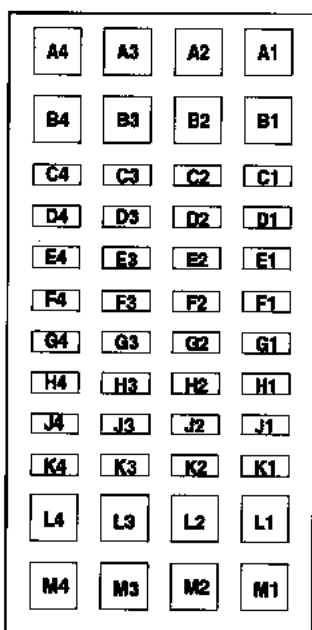 A4 A3 A2 A1
B4 B3 B2 B1
C4 C3 C2 C1
D4 D3 D2 D1
E4 E3 E2 E1
F4 F3 F2 F1
G4 G3 G2 G1
H4 H3 H2 H1
J4 J3 J2 J1
K4 K3 K2 K1
L4 L3 L2 L1
M4 M3 M2 M1